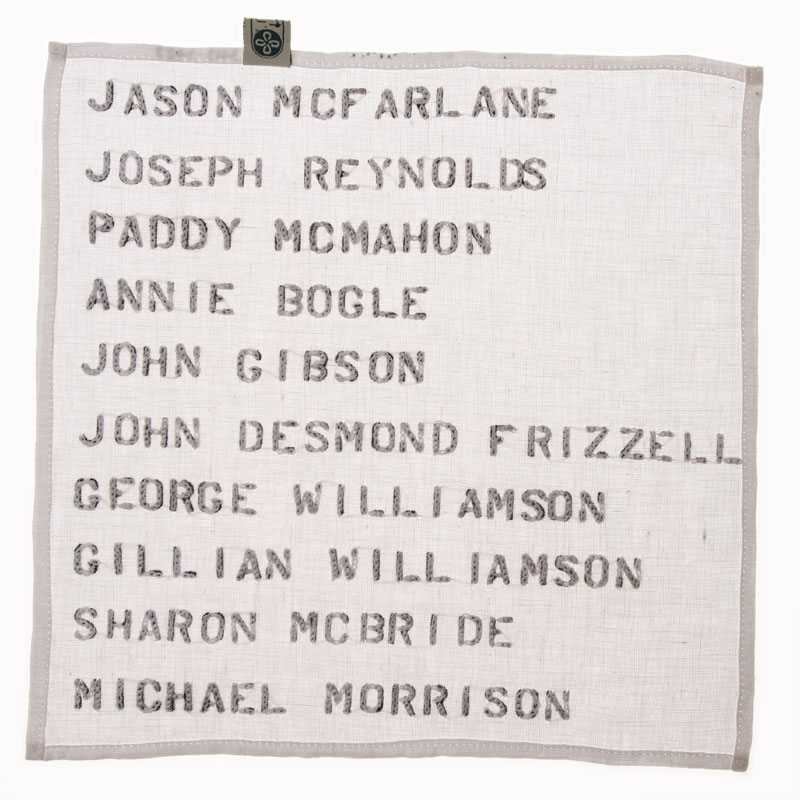 JASON MCFARLANE
JOSEPH REYNOLDS
PADDY MCMAHON
ANNIE BOGLE
JOHN GIBSON
JOHN DESMOND FRIZZELL
GEORGE WILLIAMSON
GILLIAN WILLIAMSON
SHARON MCBRIDE
MICHAEL MORRISON